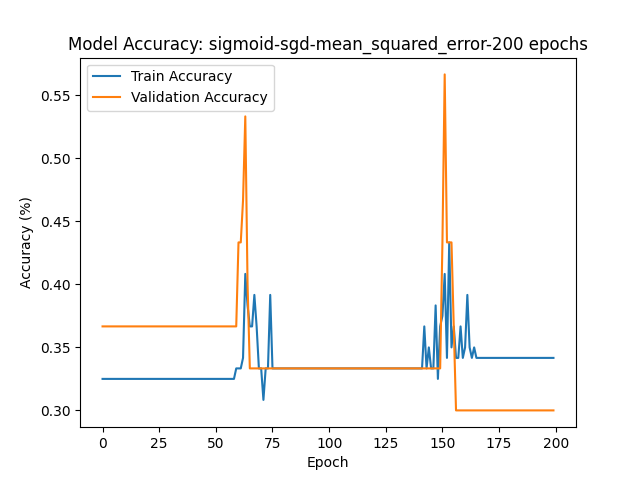 Model Accuracy: sigmoid-sgd-mean_squared_error-200 epochs
Train Accuracy
Validation Accuracy
Accuracy (%)
0.55
0.50
0.45
0.40
0.35
0.30
0 25 50 75 100 125 150 175 200
Epoch